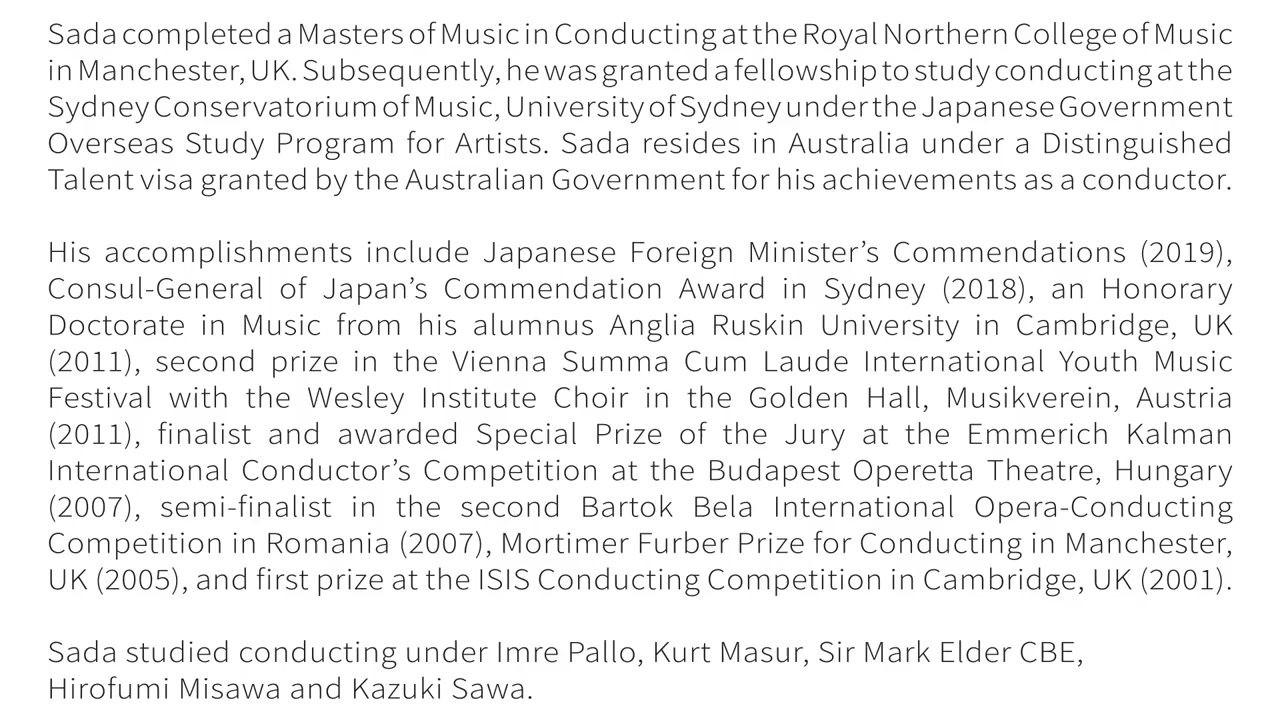 Sada completed a Masters of Music in Conducting at the Royal Northern College of Music
in Manchester, UK. Subsequently, he was granted a fellowship to study conducting at the
Sydney Conservatorium of Music, University of Sydney under the Japanese Government
Overseas Study Program for Artists. Sada resides in Australia under a Distinguished
Talent visa granted by the Australian Government for his achievements as a conductor.
His accomplishments include Japanese Foreign Minister’s Commendations (2019),
Consul-General of Japan’s Commendation Award in Sydney (2018), an Honorary
Doctorate in Music from his alumnus Anglia Ruskin University in Cambridge, UK
(2011), second prize in the Vienna Summa Cum Laude International Youth Music
Festival with the Wesley Institute Choir in the Golden Hall, Musikverein, Austria
(2011), finalist and awarded Special Prize of the Jury at the Emmerich Kalman
International Conductor’s Competition at the Budapest Operetta Theatre, Hungary
(2007), semi-finalist in the second Bartok Bela International Opera-Conducting
Competition in Romania (2007), Mortimer Furber Prize for Conducting in Manchester,
UK (2005), and first prize at the ISIS Conducting Competition in Cambridge, UK (2001).
Sada studied conducting under Imre Pallo, Kurt Masur, Sir Mark Elder CBE,
Hirofumi Misawa and Kazuki Sawa.